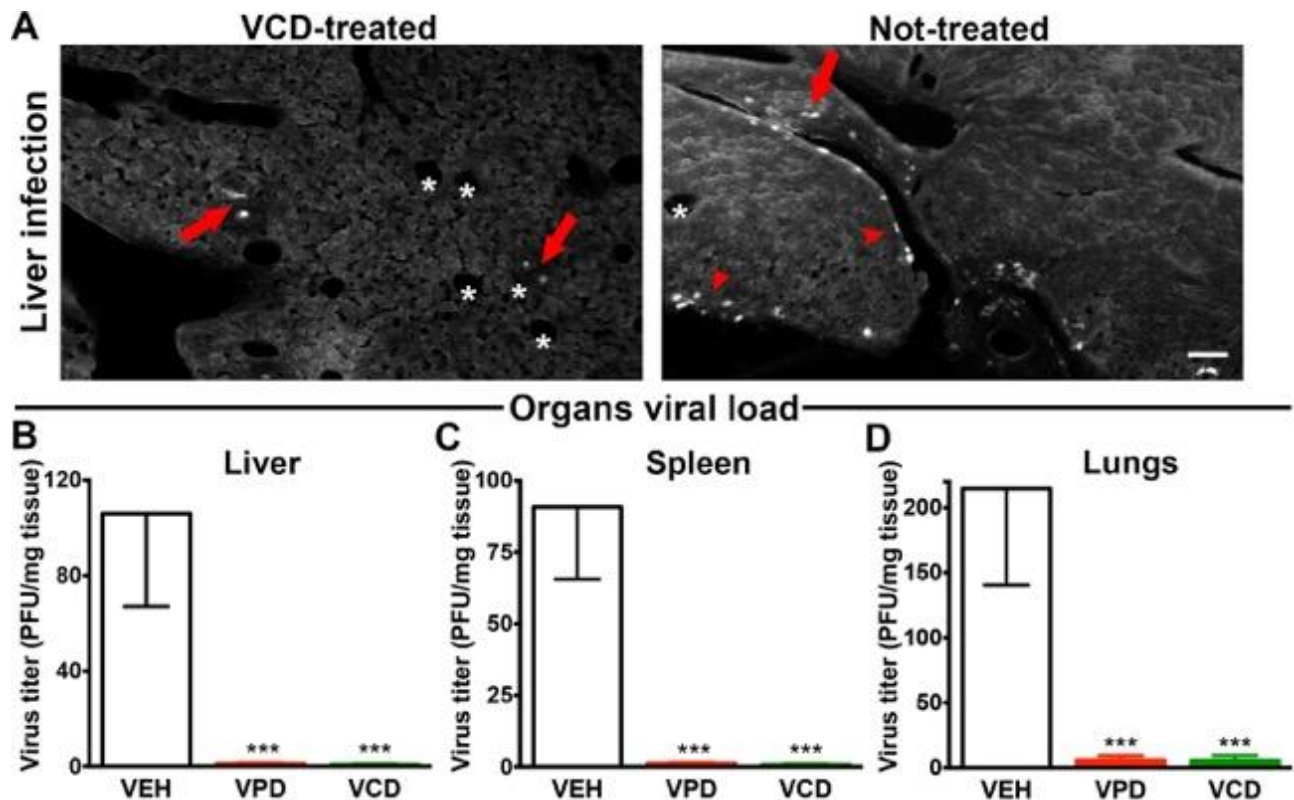 A
VCD-treated
Not-treated
Liver infection
* * * * *
*
Organs viral load
B
Liver
Virus titer (PFU/mg tissue)
120
80
40
0
*** ***
VEH VPD VCD
C
Spleen
Virus titer (PFU/mg tissue)
100
75
50
25
0
*** ***
VEH VPD VCD
D
Lungs
Virus titer (PFU/mg tissue)
200
150
100
50
0
*** ***
VEH VPD VCD